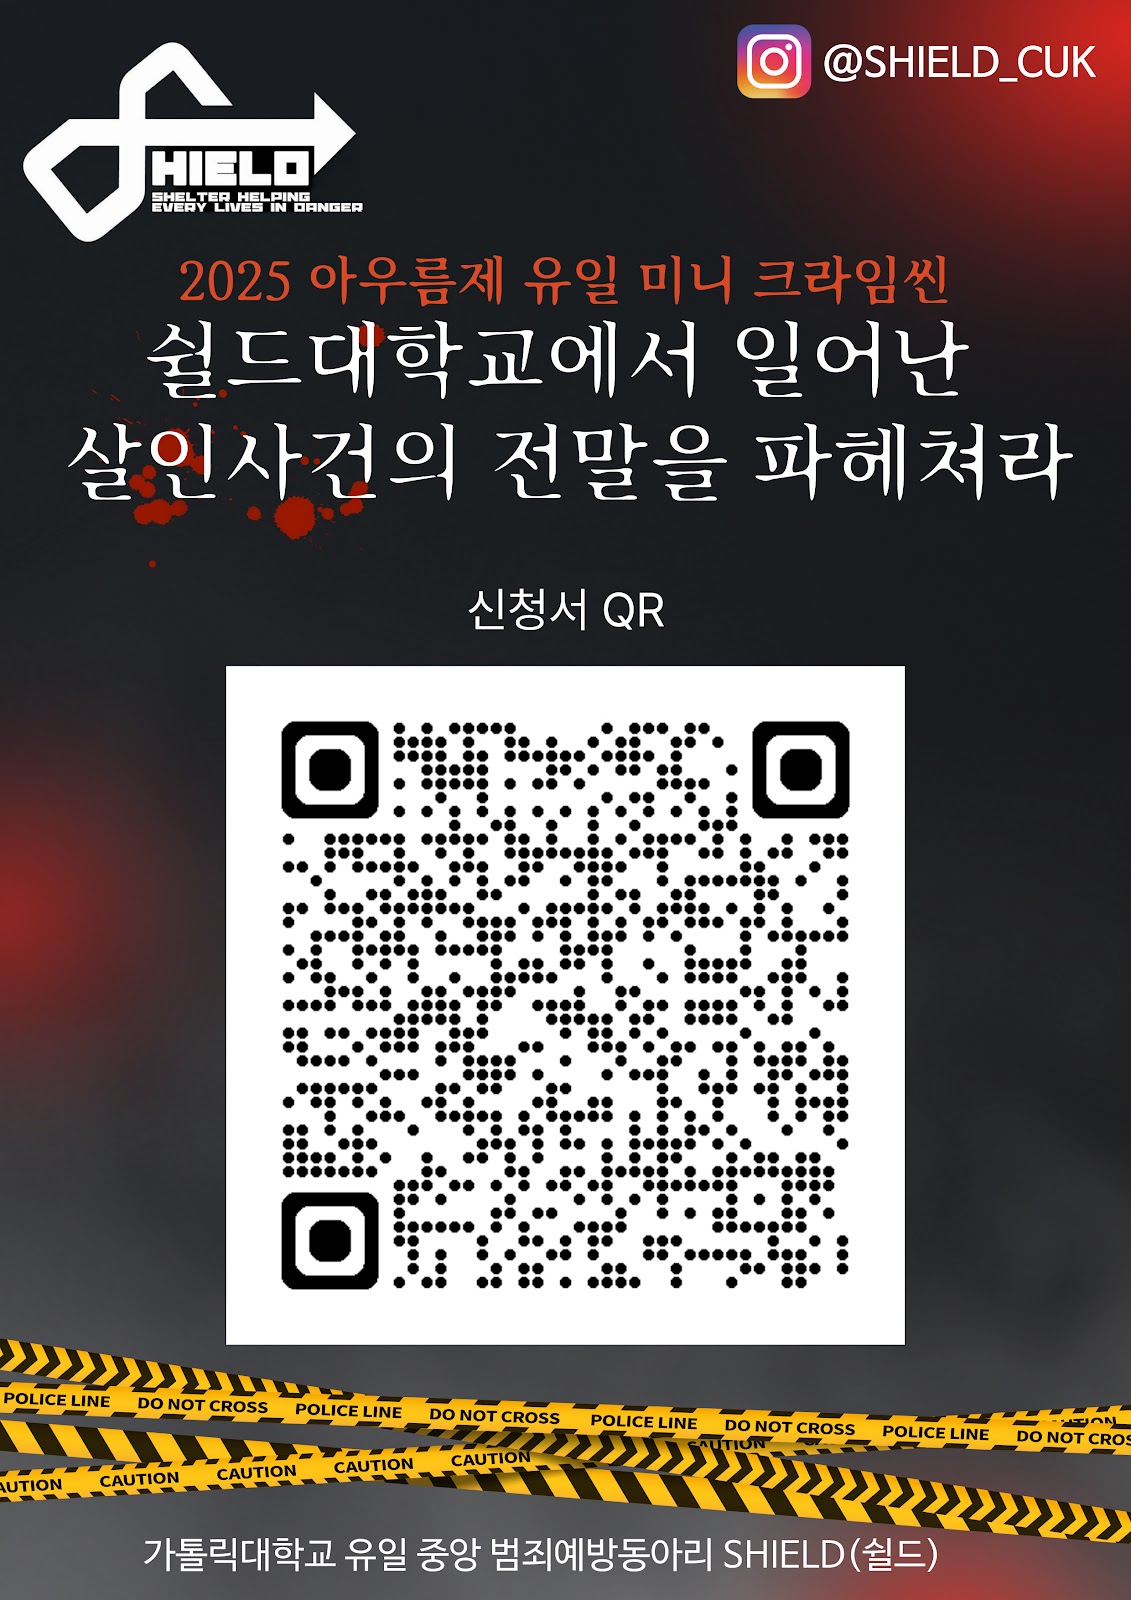 @SHIELD_CUK
SHIELD
SHELTER HELPING
EVERY LIVES IN DANGER
2025 아우름제 유일 미니 크라임씬
쉴드대학교에서 일어난
살인사건의 전말을 파헤쳐라
신청서 QR
POLICE LINE DO NOT CROSS POLICE LINE DO NOT CROSS POLICE LINE DO NOT CROSS POLICE LINE DO NOT CROS
CAUTION CAUTION CAUTION CAUTION CAUTION CAUTION
가톨릭대학교 유일 중앙 범죄예방동아리 SHIELD(쉴드)